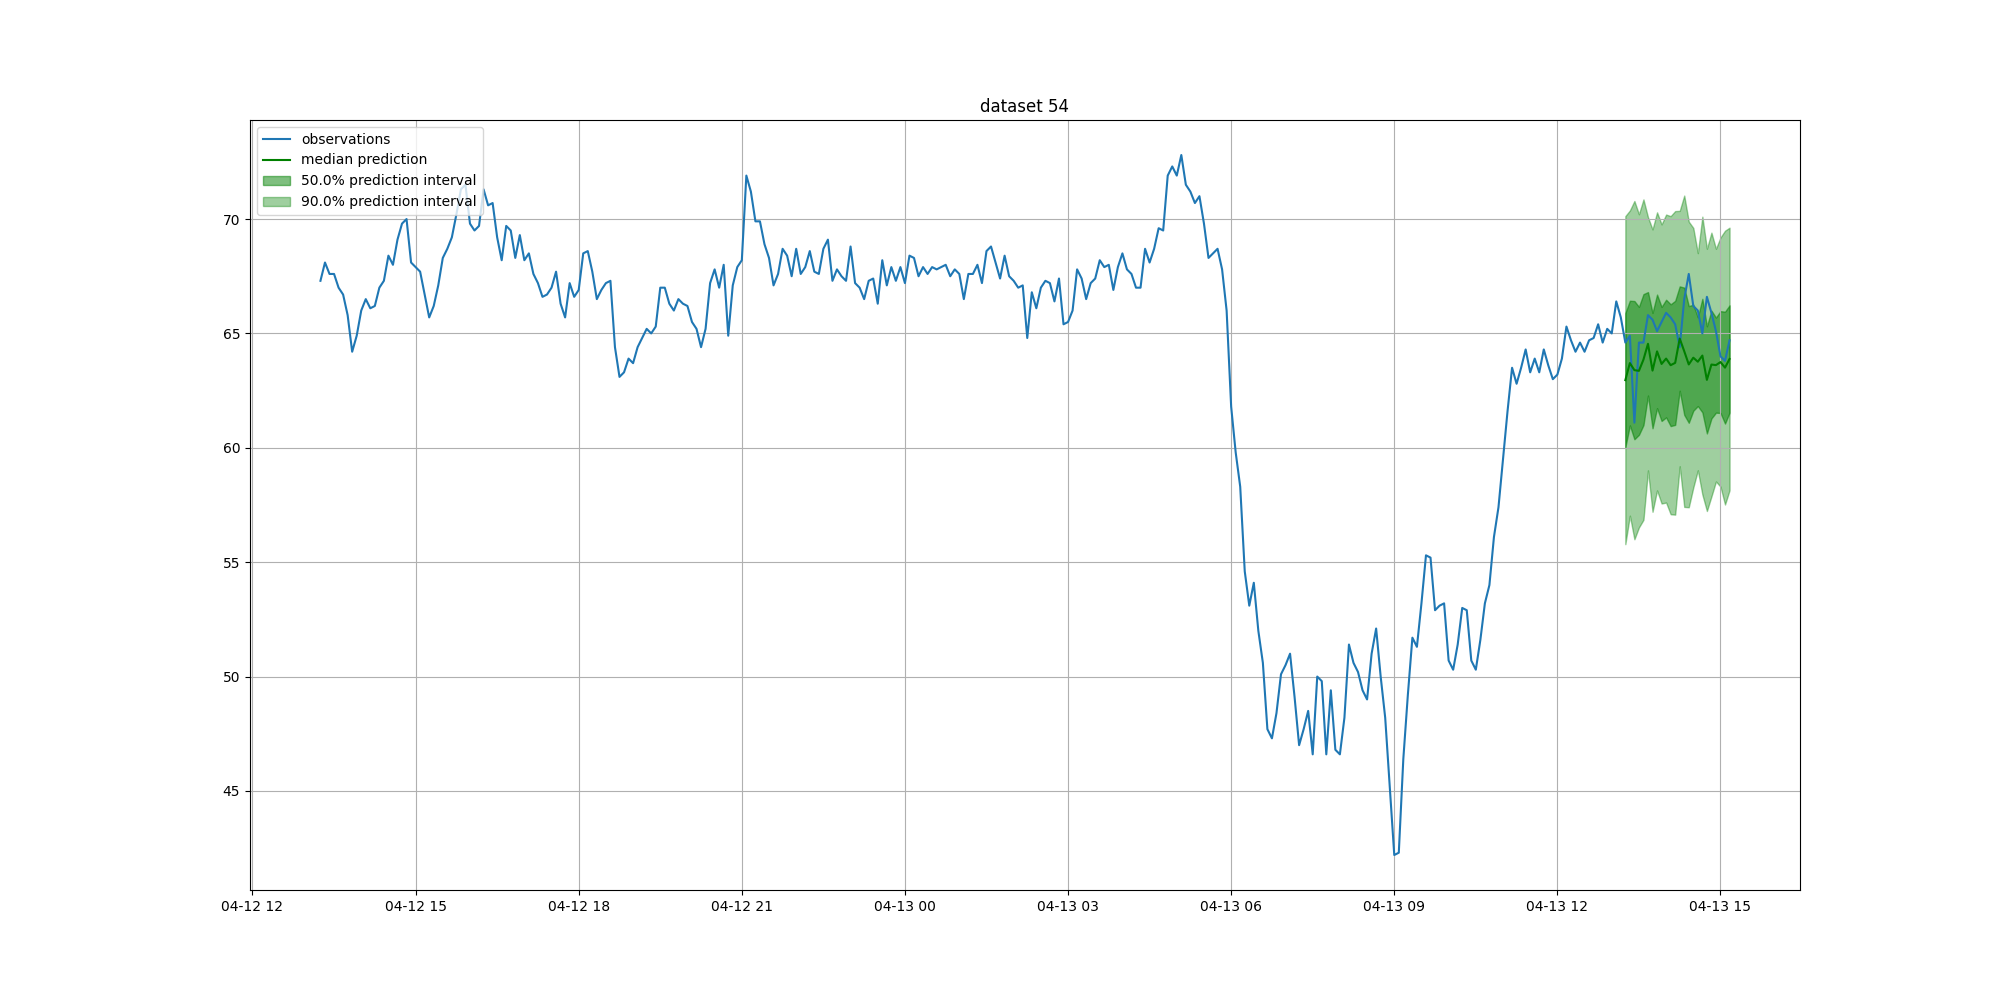 dataset 54
observations
median prediction
50.0% prediction interval
90.0% prediction interval
70
65
60
55
50
45
04-12 12 04-12 15 04-12 18 04-12 21 04-13 00 04-13 03 04-13 06 04-13 09 04-13 12 04-13 15